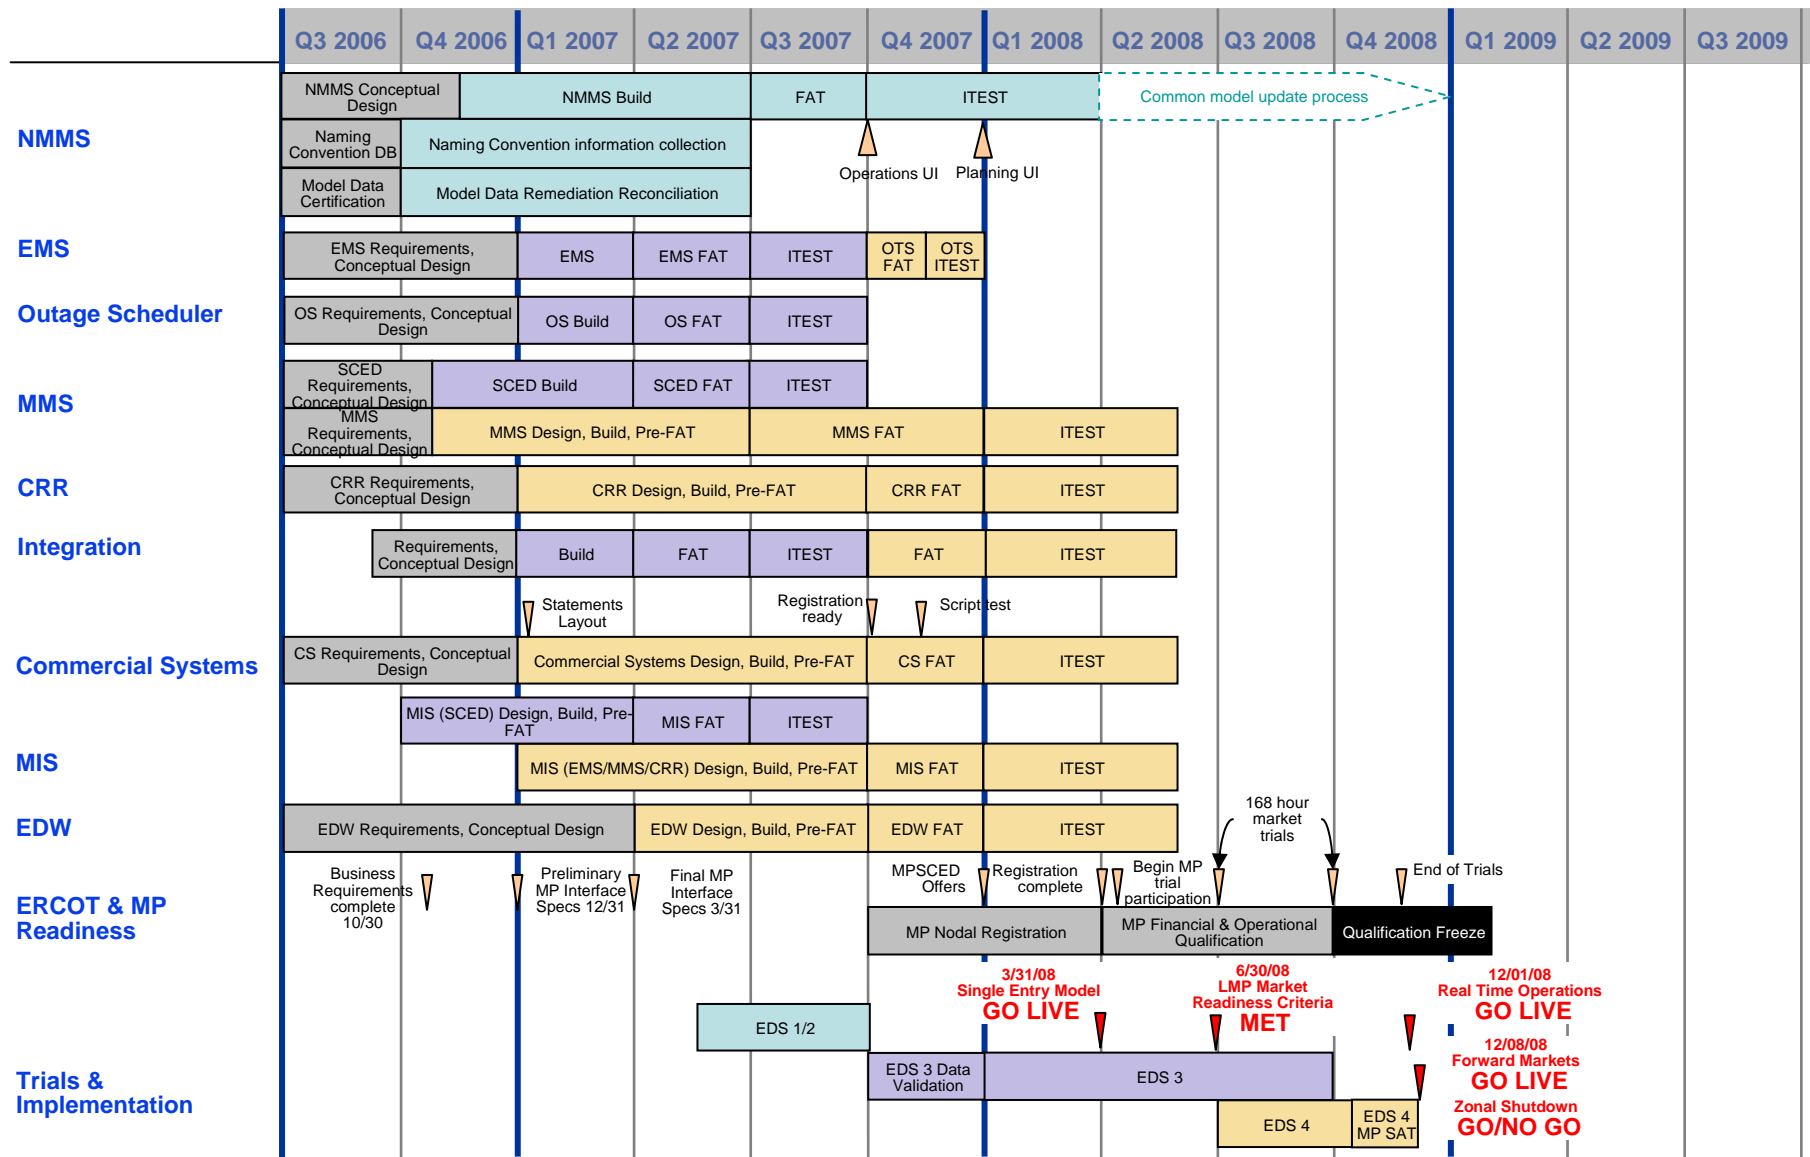 Q3 2006 Q4 2006 Q1 2007 Q2 2007 Q3 2007 Q4 2007 Q1 2008 Q2 2008 Q3 2008 Q4 2008 Q1 2009 Q2 2009 Q3 2009
NMMS
NMMS Conceptual
Design
NMMS Build
FAT
ITEST
Common model update process
Naming
Convention DB
Naming Convention information collection
Operations UI
Planning UI
Model Data
Certification
Model Data Remediation Reconciliation
EMS
EMS Requirements,
Conceptual Design
EMS
EMS FAT
ITEST
OTS
FAT
OTS
ITEST
Outage Scheduler
OS Requirements, Conceptual
Design
OS Build
OS FAT
ITEST
MMS
SCED
Requirements,
Conceptual Design
SCED Build
SCED FAT
ITEST
MMS
Requirements,
Conceptual Design
MMS Design, Build, Pre-FAT
MMS FAT
ITEST
CRR
CRR Requirements,
Conceptual Design
CRR Design, Build, Pre-FAT
CRR FAT
ITEST
Integration
Requirements,
Conceptual Design
Build
FAT
ITEST
FAT
ITEST
Statements
Layout
Registration
ready
Script test
Commercial Systems
CS Requirements, Conceptual
Design
Commercial Systems Design, Build, Pre-FAT
CS FAT
ITEST
MIS
MIS (SCED) Design, Build, Pre-
FAT
MIS FAT
ITEST
MIS (EMS/MMS/CRR) Design, Build, Pre-FAT
MIS FAT
ITEST
EDW
EDW Requirements, Conceptual Design
EDW Design, Build, Pre-FAT
EDW FAT
ITEST
168 hour
market
trials
ERCOT & MP
Readiness
Business
Requirements
complete
10/30
Preliminary
MP Interface
Specs 12/31
Final MP
Interface
Specs 3/31
MPSCED
Offers
Registration
complete
Begin MP
trial
participation
End of Trials
MP Nodal Registration
MP Financial & Operational
Qualification
Qualification Freeze
3/31/08
Single Entry Model
GO LIVE
6/30/08
LMP Market
Readiness Criteria
MET
12/01/08
Real Time Operations
GO LIVE
Trials &
Implementation
EDS 1/2
EDS 3 Data
Validation
EDS 3
12/08/08
Forward Markets
GO LIVE
EDS 4
EDS 4
MP SAT
Zonal Shutdown
GO/NO GO